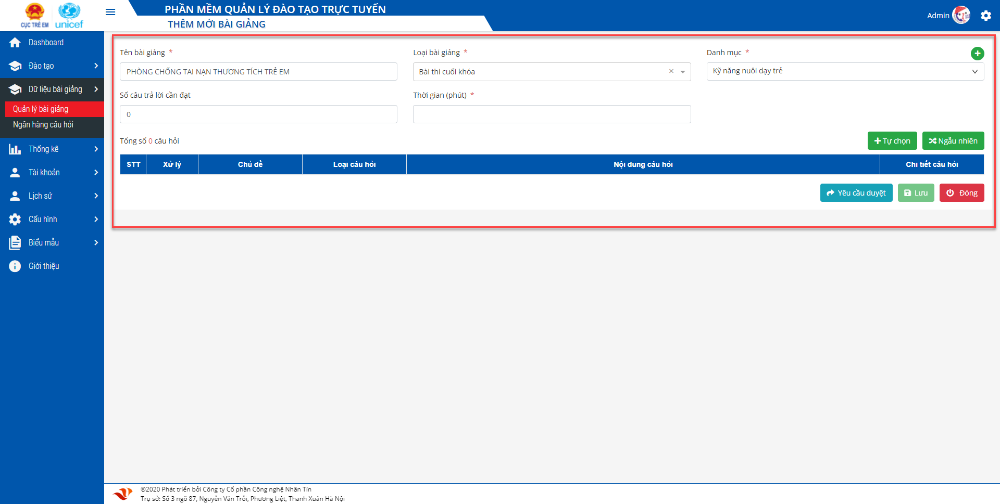 CỤC TRẺ EM
unicef
PHẦN MỀM QUẢN LÝ ĐÀO TẠO TRỰC TUYẾN
THÊM MỚI BÀI GIẢNG
Admin
Dashboard
Đào tạo
Dữ liệu bài giảng
Quản lý bài giảng
Ngân hàng câu hỏi
Thống kê
Tài khoản
Lịch sử
Cấu hình
Biểu mẫu
Giới thiệu
Tên bài giảng *
Loại bài giảng *
Danh mục *
PHÒNG CHỐNG TAI NẠN THƯƠNG TÍCH TRẺ EM
Bài thi cuối khóa
Kỹ năng nuôi dạy trẻ
Số câu trả lời cần đạt
Thời gian (phút) *
0
Tổng số 0 câu hỏi
Tự chọn
Ngẫu nhiên
STT
Xử lý
Chủ đề
Loại câu hỏi
Nội dung câu hỏi
Chi tiết câu hỏi
Yêu cầu duyệt
Lưu
Đóng
®2020 Phát triển bởi Công ty Cổ phần Công nghệ Nhân Tín
Trụ sở: Số 3 ngõ 87, Nguyễn Văn Trỗi, Phương Liệt, Thanh Xuân Hà Nội